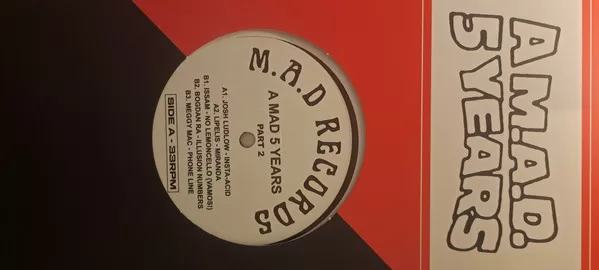 M.A.D RECORDS
A MAD 5 YEARS
PART 2
A1. JOSH LUDLOW - INSTA-ACID
A2. LIPELIS - MIRANDA
B1. ISSAM - NO LEMONCELLO (VAMOS!)
B2. BOGDAN RA - ILLUSION NUMBERS
B3. MEGGY MAC - PHONE LINE
SIDE A - 33RPM
A M.A.D.
5 YEARS